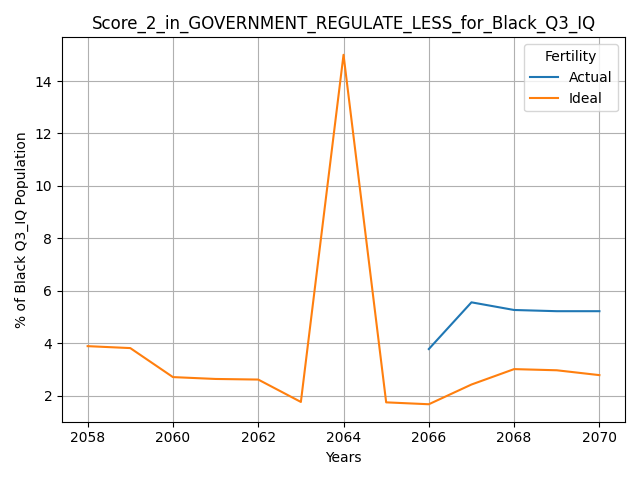 Score_2_in_GOVERNMENT_REGULATE_LESS_for_Black_Q3_IQ
Fertility
Actual
Ideal
% of Black Q3_IQ Population
14
12
10
8
6
4
2
2058 2060 2062 2064 2066 2068 2070
Years